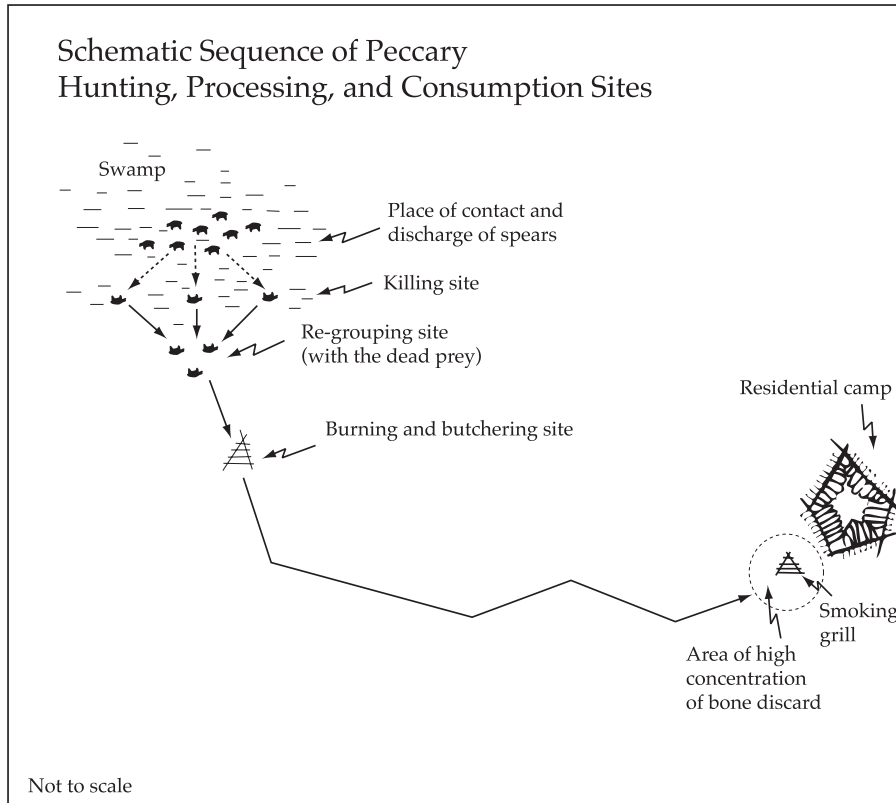 Schematic Sequence of Peccary
Hunting, Processing, and Consumption Sites
Swamp
Place of contact and
discharge of spears
Killing site
Re-grouping site
(with the dead prey)
Burning and butchering site
Residential camp
Smoking
grill
Area of high
concentration
of bone discard
Not to scale